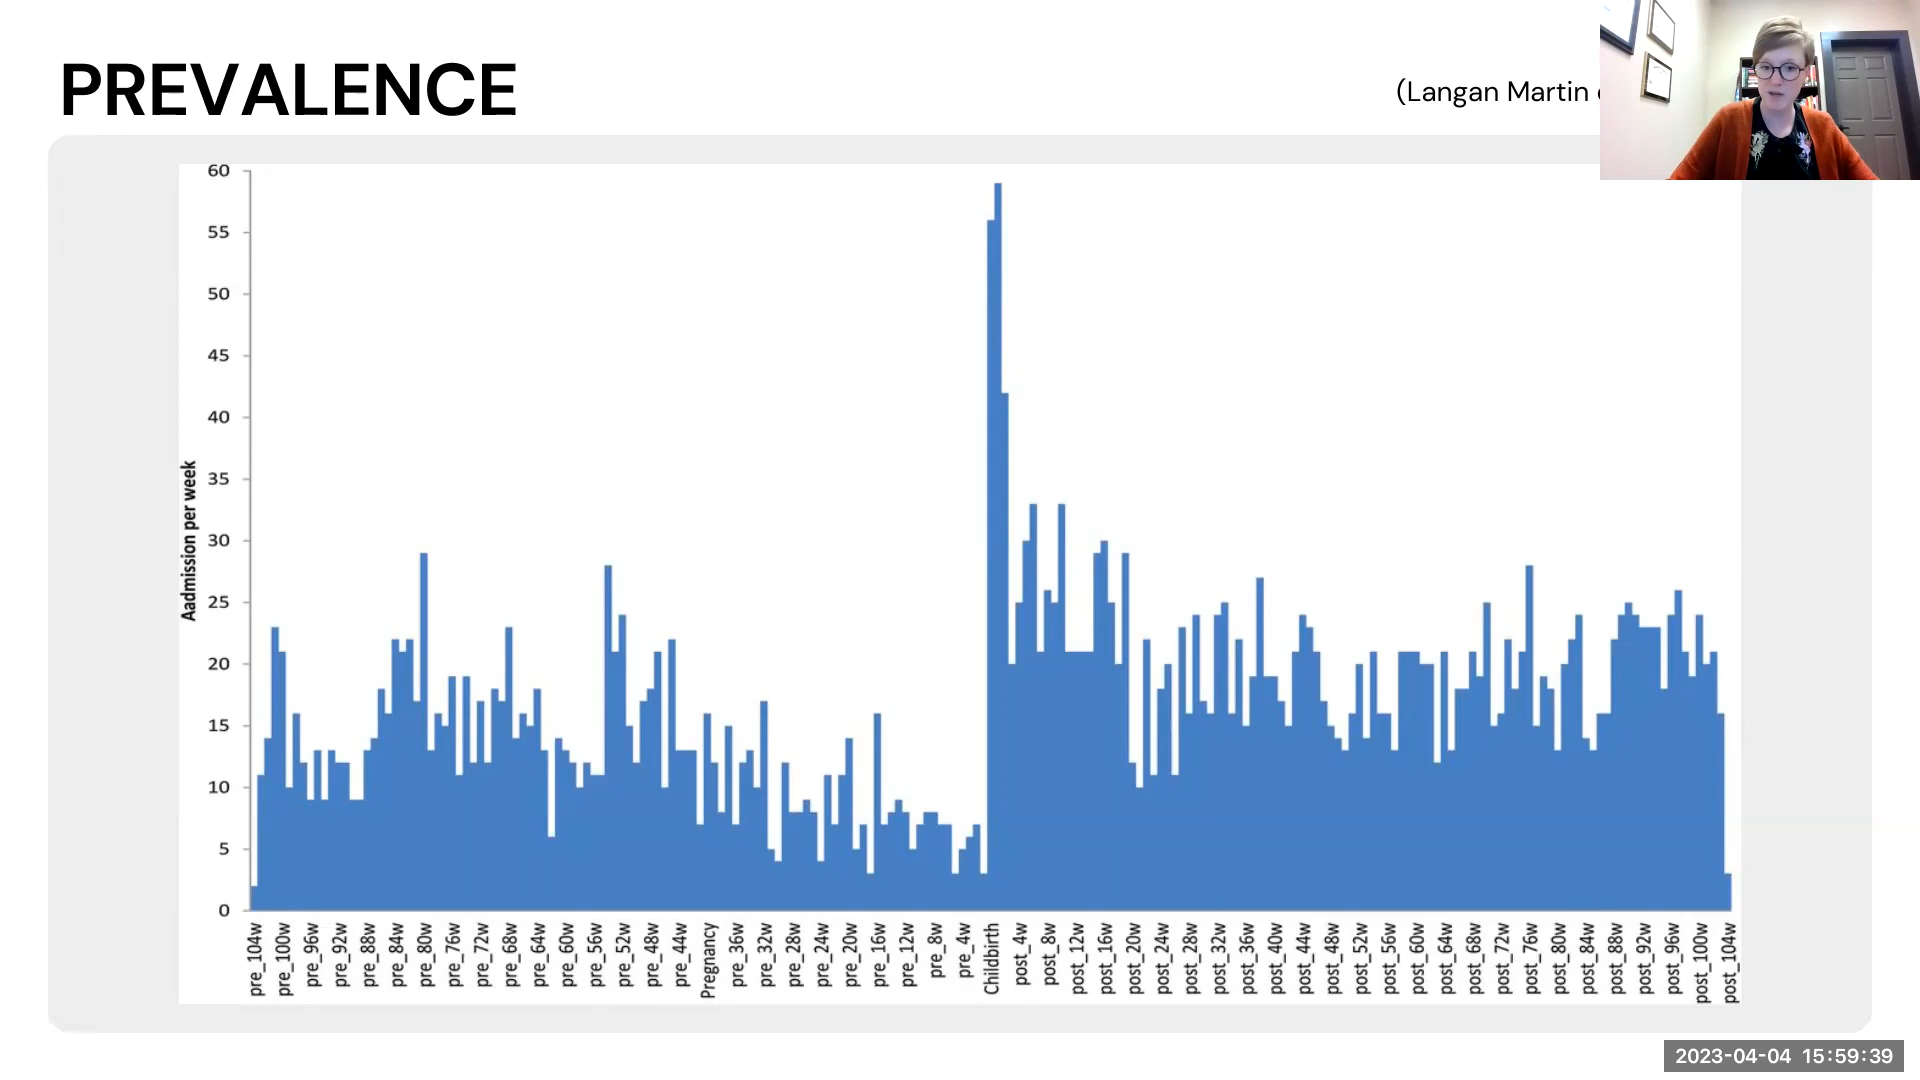 PREVALENCE
(Langan Martin
60
55
50
45
40
35
30
25
20
15
10
5
0
Aadmission per week
pre_104w
pre_100w
pre_96w
pre_92w
pre_88w
pre_84w
pre_80w
pre_76w
pre_72w
pre_68w
pre_64w
pre_60w
pre_56w
pre_52w
pre_48w
pre_44w
Pregnancy
pre_36w
pre_32w
pre_28w
pre_24w
pre_20w
pre_16w
pre_12w
pre_8w
pre_4w
Childbirth
post_4w
post_8w
post_12w
post_16w
post_20w
post_24w
post_28w
post_32w
post_36w
post_40w
post_44w
post_48w
post_52w
post_56w
post_60w
post_64w
post_68w
post_72w
post_76w
post_80w
post_84w
post_88w
post_92w
post_96w
post_100w
post_104w
2023-04-04 15:59:39